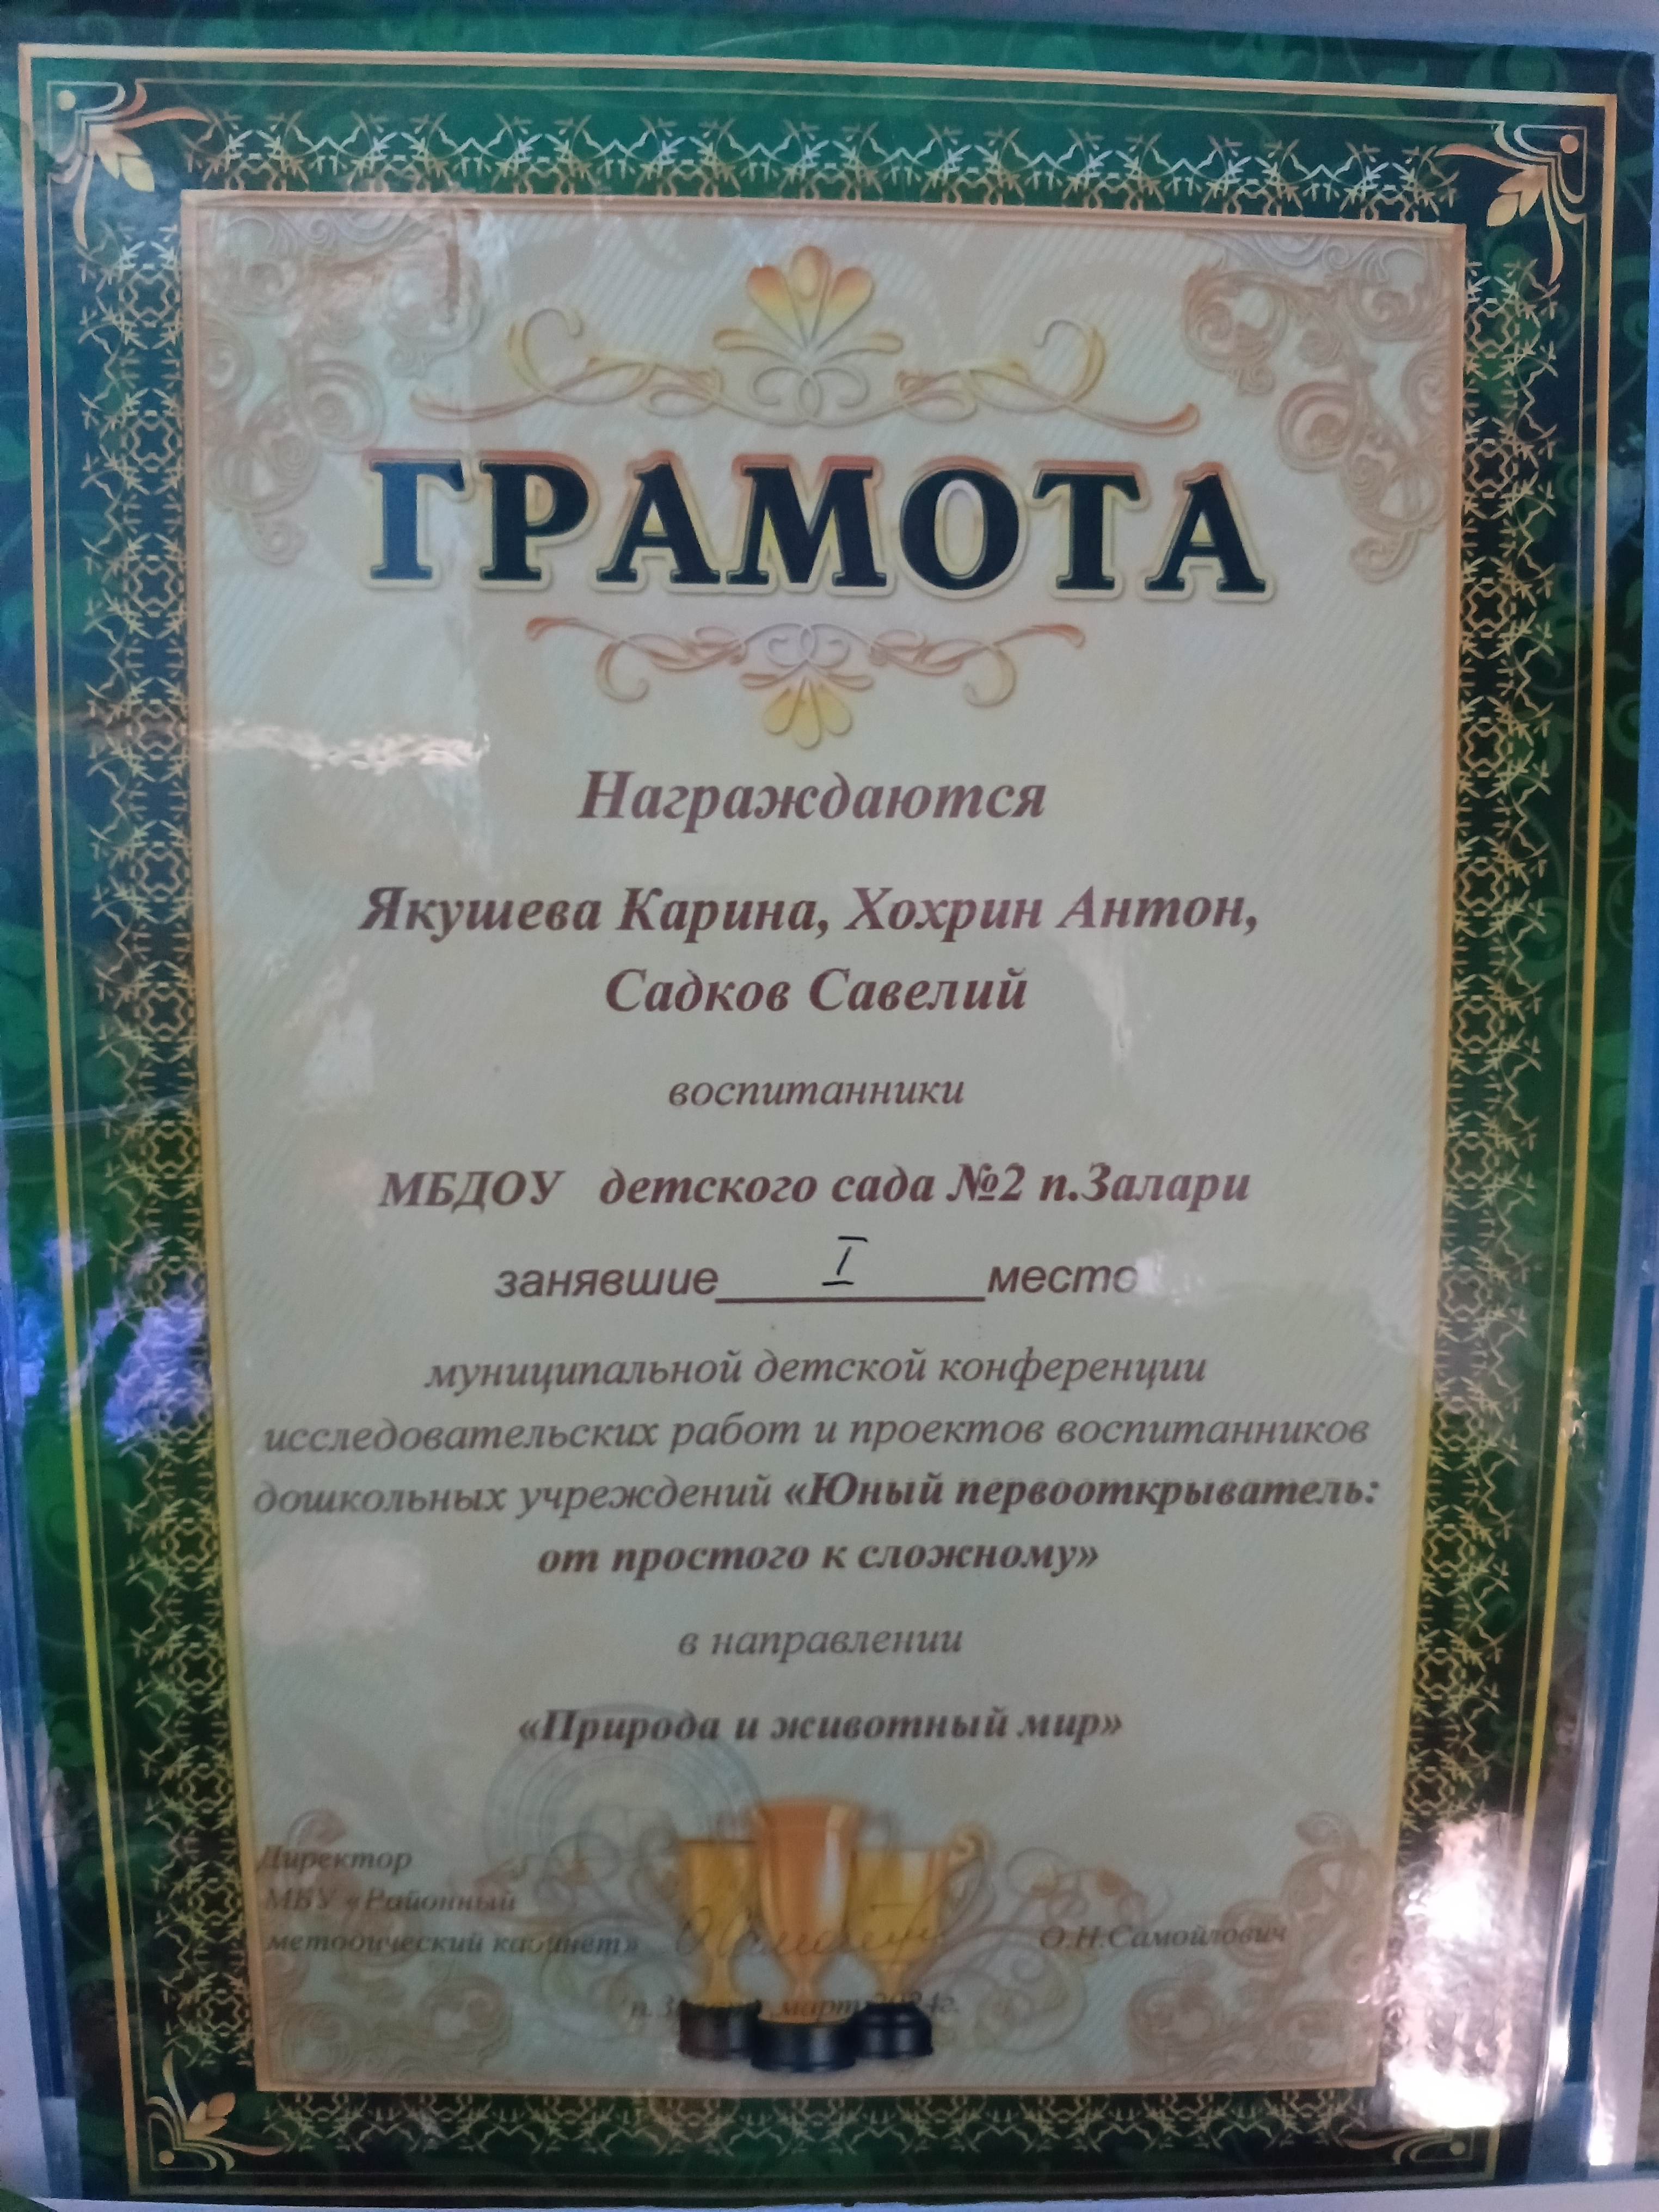 ГРАМОТА
Награждаются
Якушева Карина, Хохрин Антон,
Садков Савелий
воспитанники
МБДОУ детского сада №2 п.Залари
занявшие I место
муниципальной детской конференции
исследовательских работ и проектов воспитанников
дошкольных учреждений «Юный первооткрыватель:
от простого к сложному»
в направлении
«Природа и животный мир»
Директор
МБУ «Районный
методический кабинет» О.Н.Самойлович
п. март 2024г.